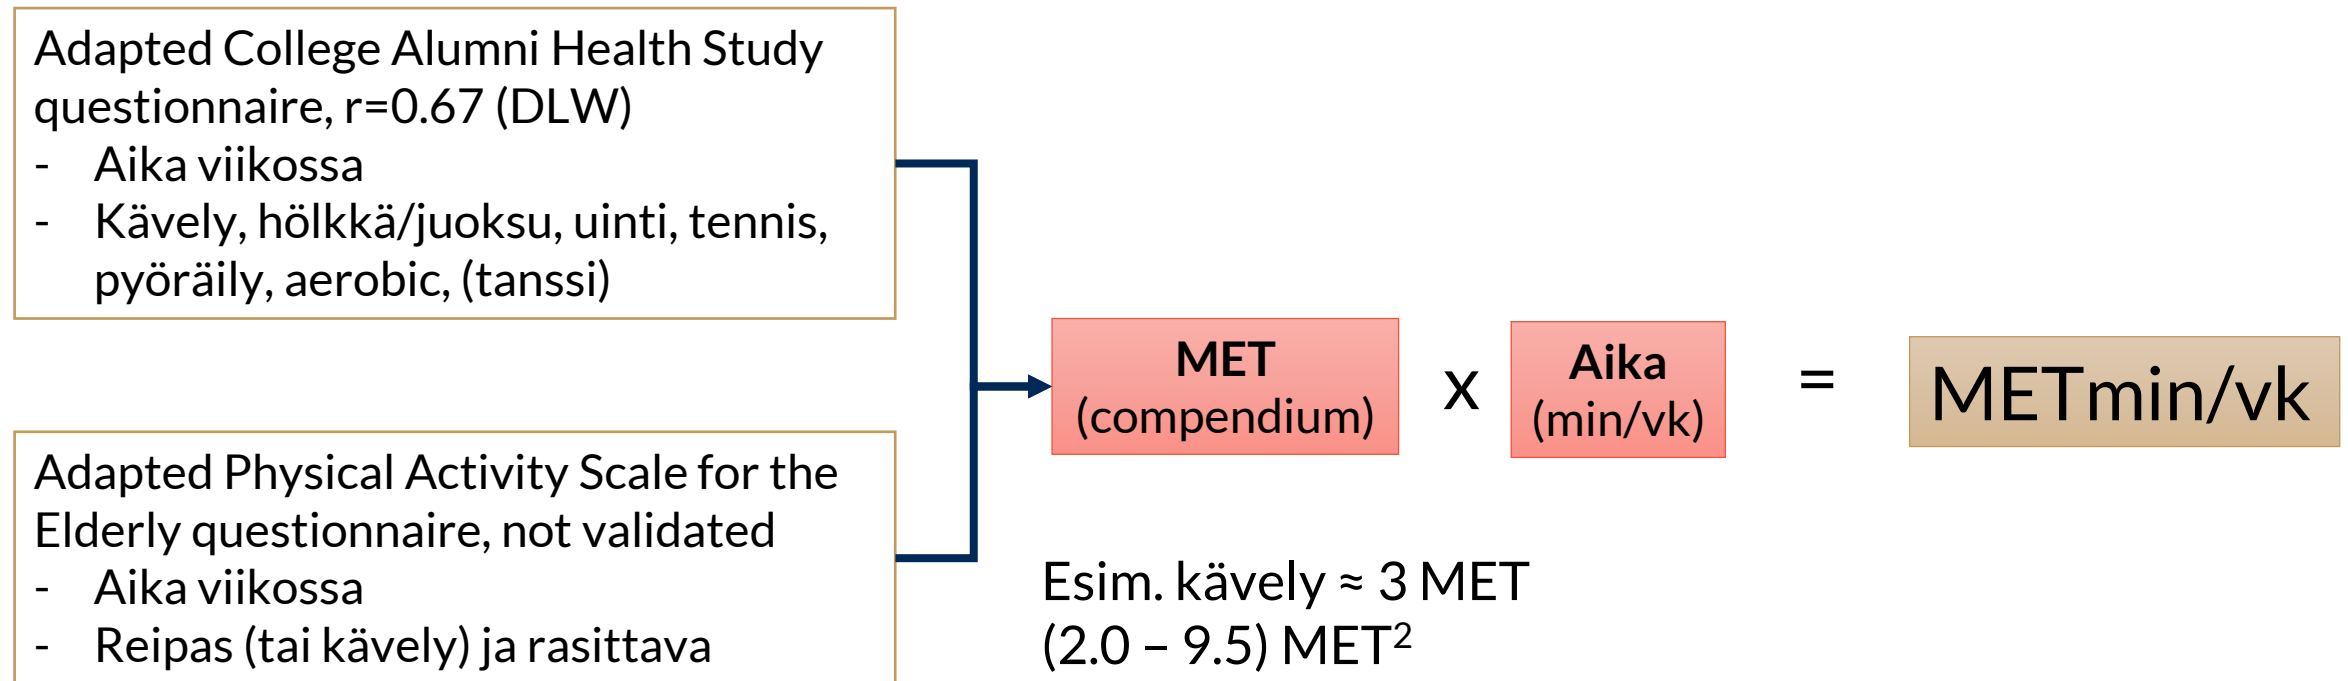 Adapted College Alumni Health Study
questionnaire, r=0.67 (DLW)
- Aika viikossa
- Kävely, hölkkä/juoksu, uinti, tennis,
pyöräily, aerobic, (tanssi)
Adapted Physical Activity Scale for the
Elderly questionnaire, not validated
- Aika viikossa
- Reipas (tai kävely) ja rasittava
MET
(compendium)
x
Aika
(min/vk)
=
METmin/vk
Esim. kävely ≈ 3 MET
(2.0 – 9.5) MET²